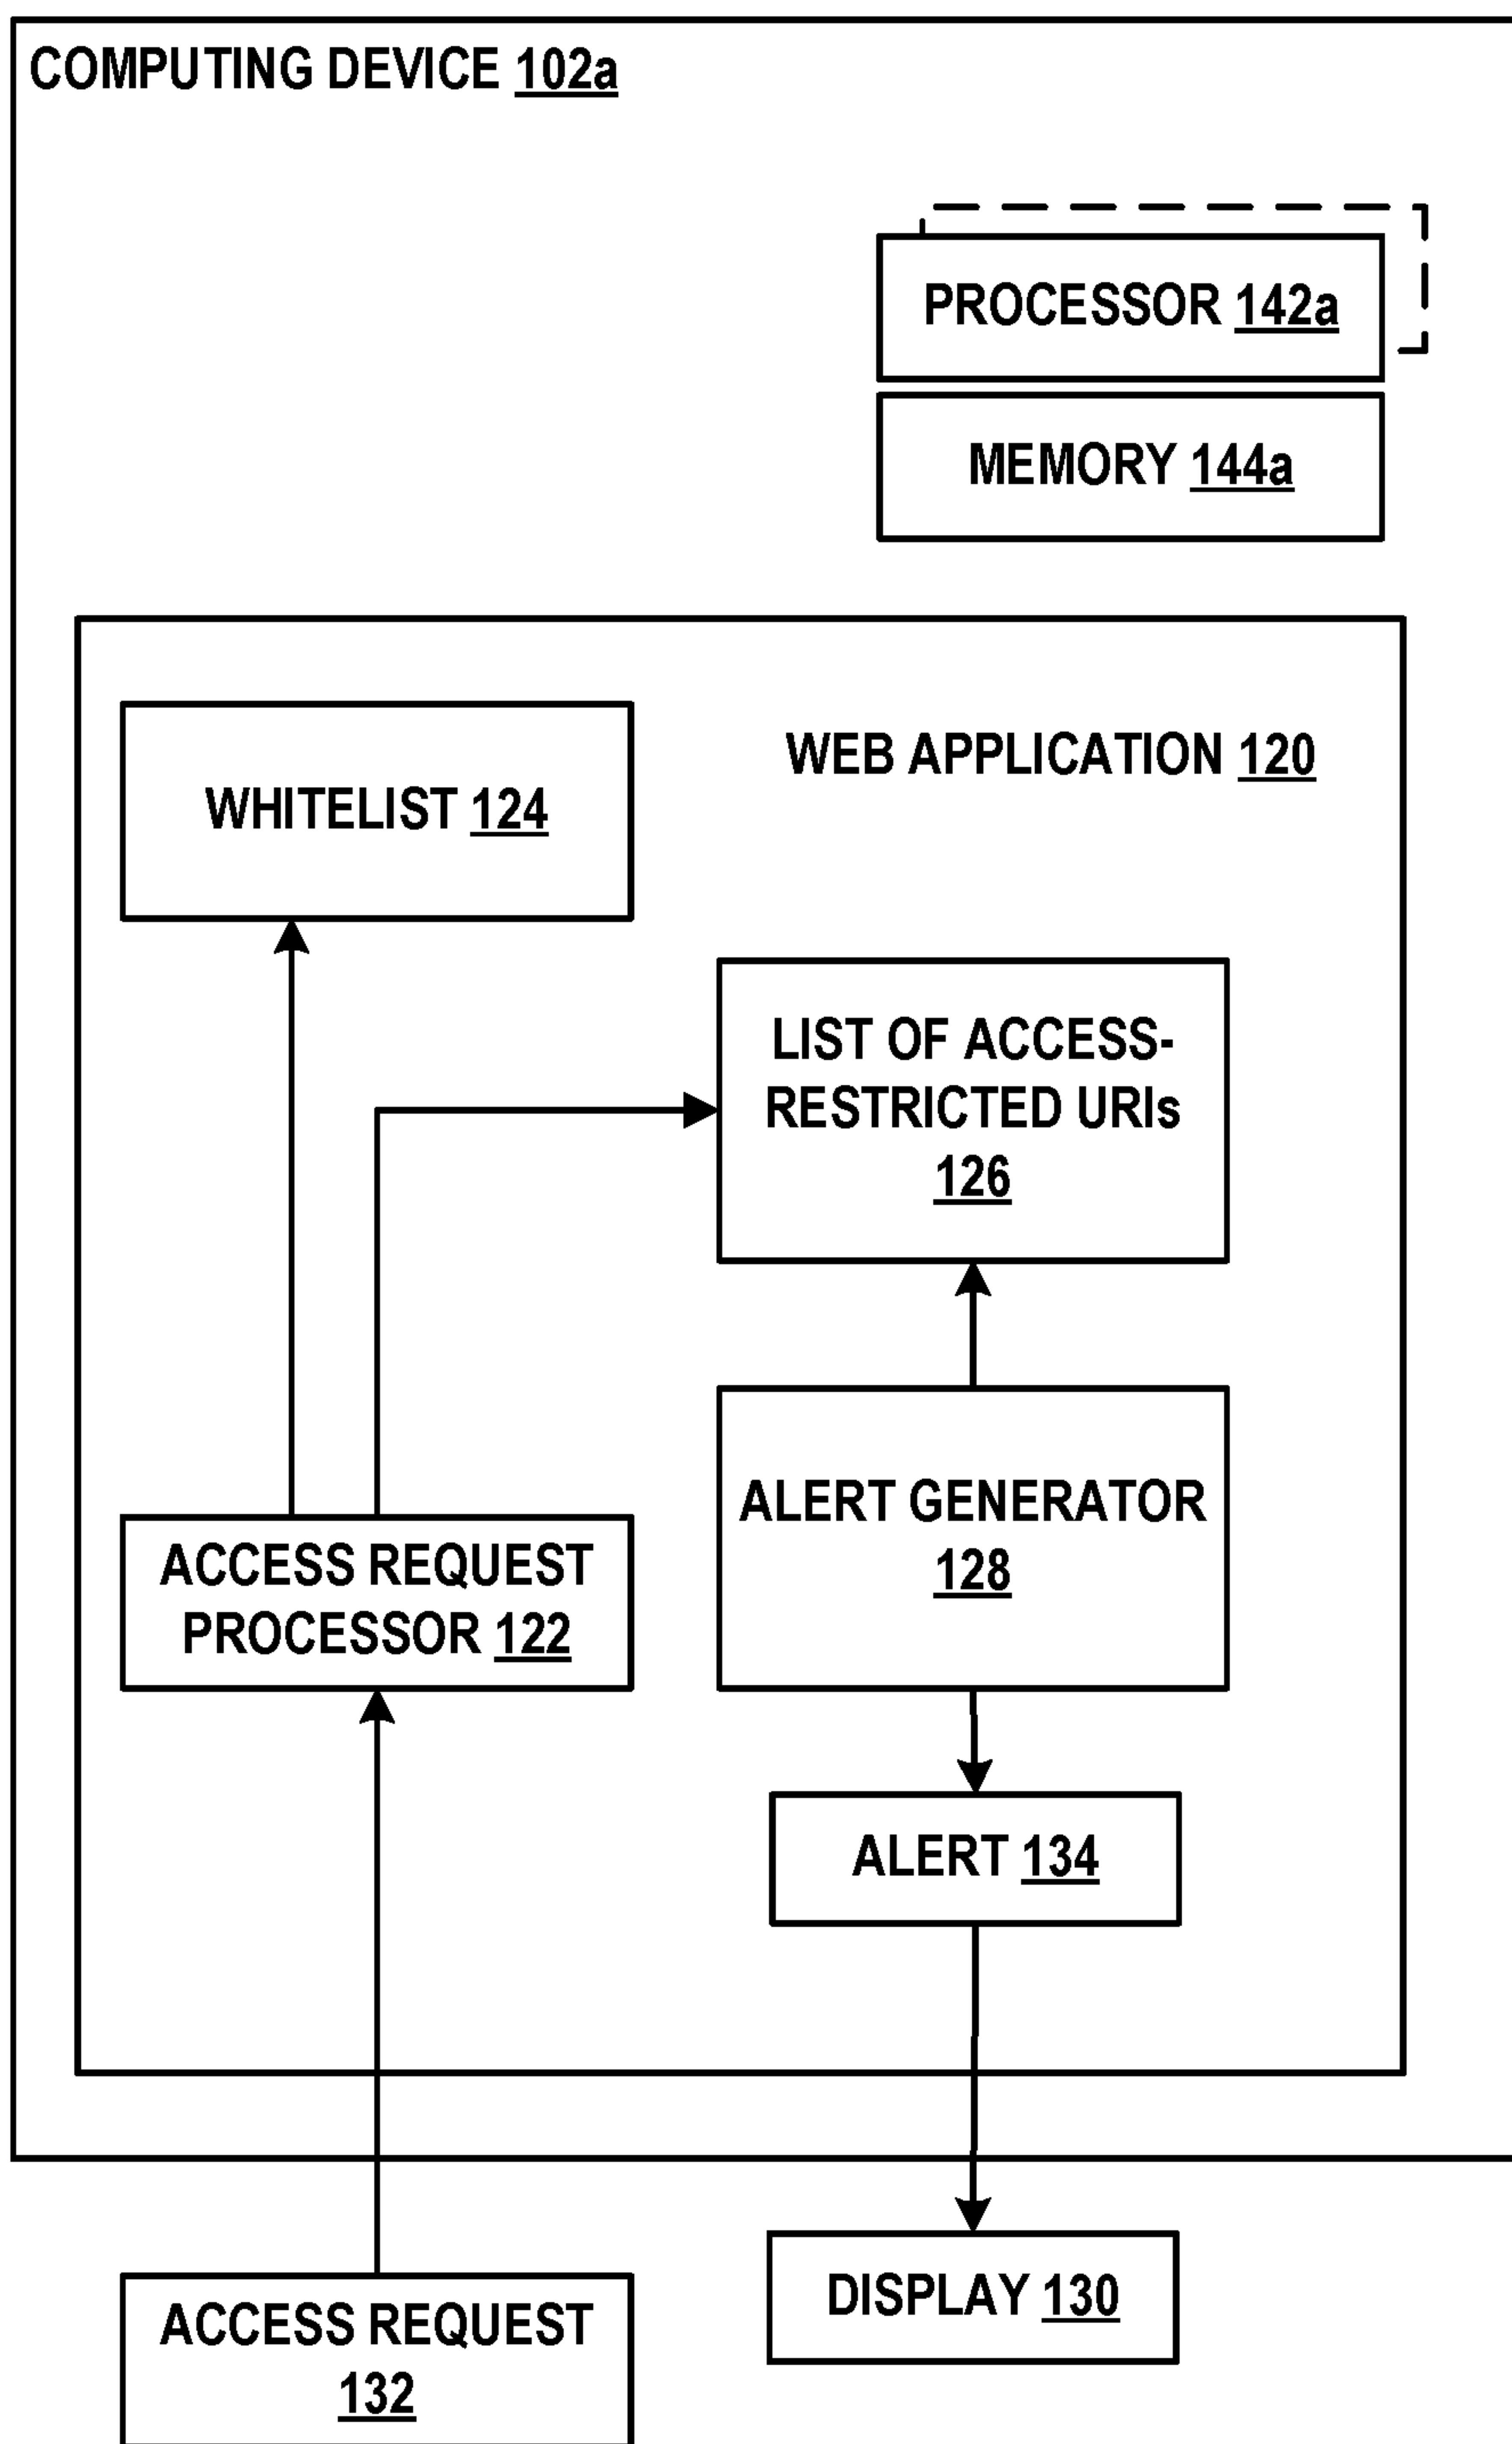 COMPUTING DEVICE 102a
PROCESSOR 142a
MEMORY 144a
WEB APPLICATION 120
WHITELIST 124
LIST OF ACCESS-
RESTRICTED URIs
126
ALERT GENERATOR
128
ACCESS REQUEST
PROCESSOR 122
ALERT 134
DISPLAY 130
ACCESS REQUEST
132